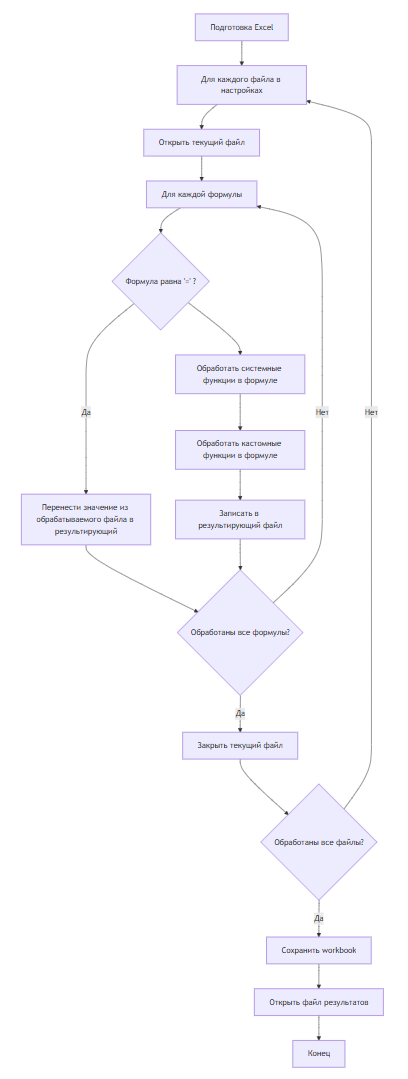 Подготовка Excel
Для каждого файла в
настройках
Открыть текущий файл
Для каждой формулы
Формула равна '=' ?
Обработать системные
функции в формуле
Да
Нет
Нет
Обработать кастомные
функции в формуле
Перенести значение из
обрабатываемого файла в
результирующий
Записать в
результирующий файл
Обработаны все формулы?
Да
Закрыть текущий файл
Обработаны все файлы?
Да
Сохранить workbook
Открыть файл результатов
Конец